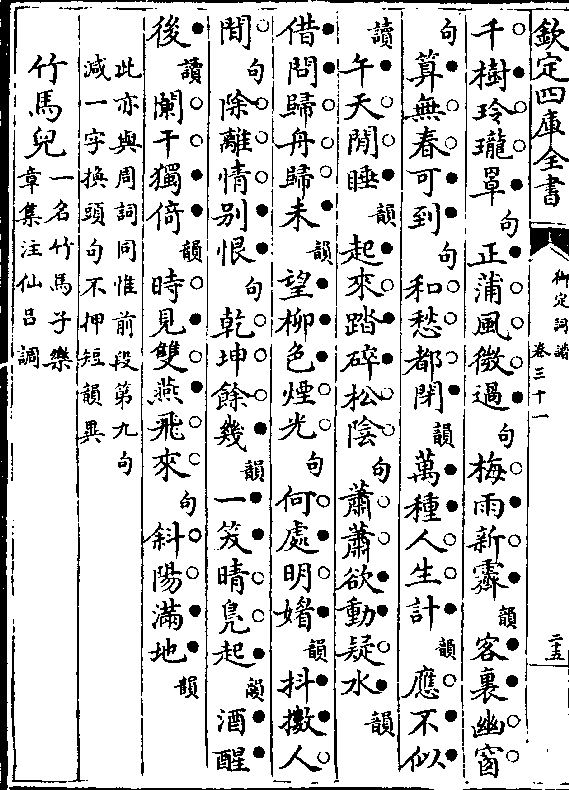 欽定四庫全書
御定詞譜
卷三十一
二五
千樹玲瓏罩句正蒲風微過句梅雨新霽韻客裏幽窗
句算無春可到句和愁都閉韻萬種人生計韻應不似
讀午天閒睡韻起來踏碎松陰句蕭蕭欲動疑水韻
借問歸舟歸未韻望柳色煙光句何處明媚韻抖擻人
間句除離情別恨句乾坤餘幾韻一笑晴鳧起韻酒醒
後讀闌干獨倚韻時見雙燕飛來句斜陽滿地韻
此亦與周詞同惟前段第九句
減一字換頭句不押短韻異
竹馬兒一名竹馬子樂
章集注仙呂調